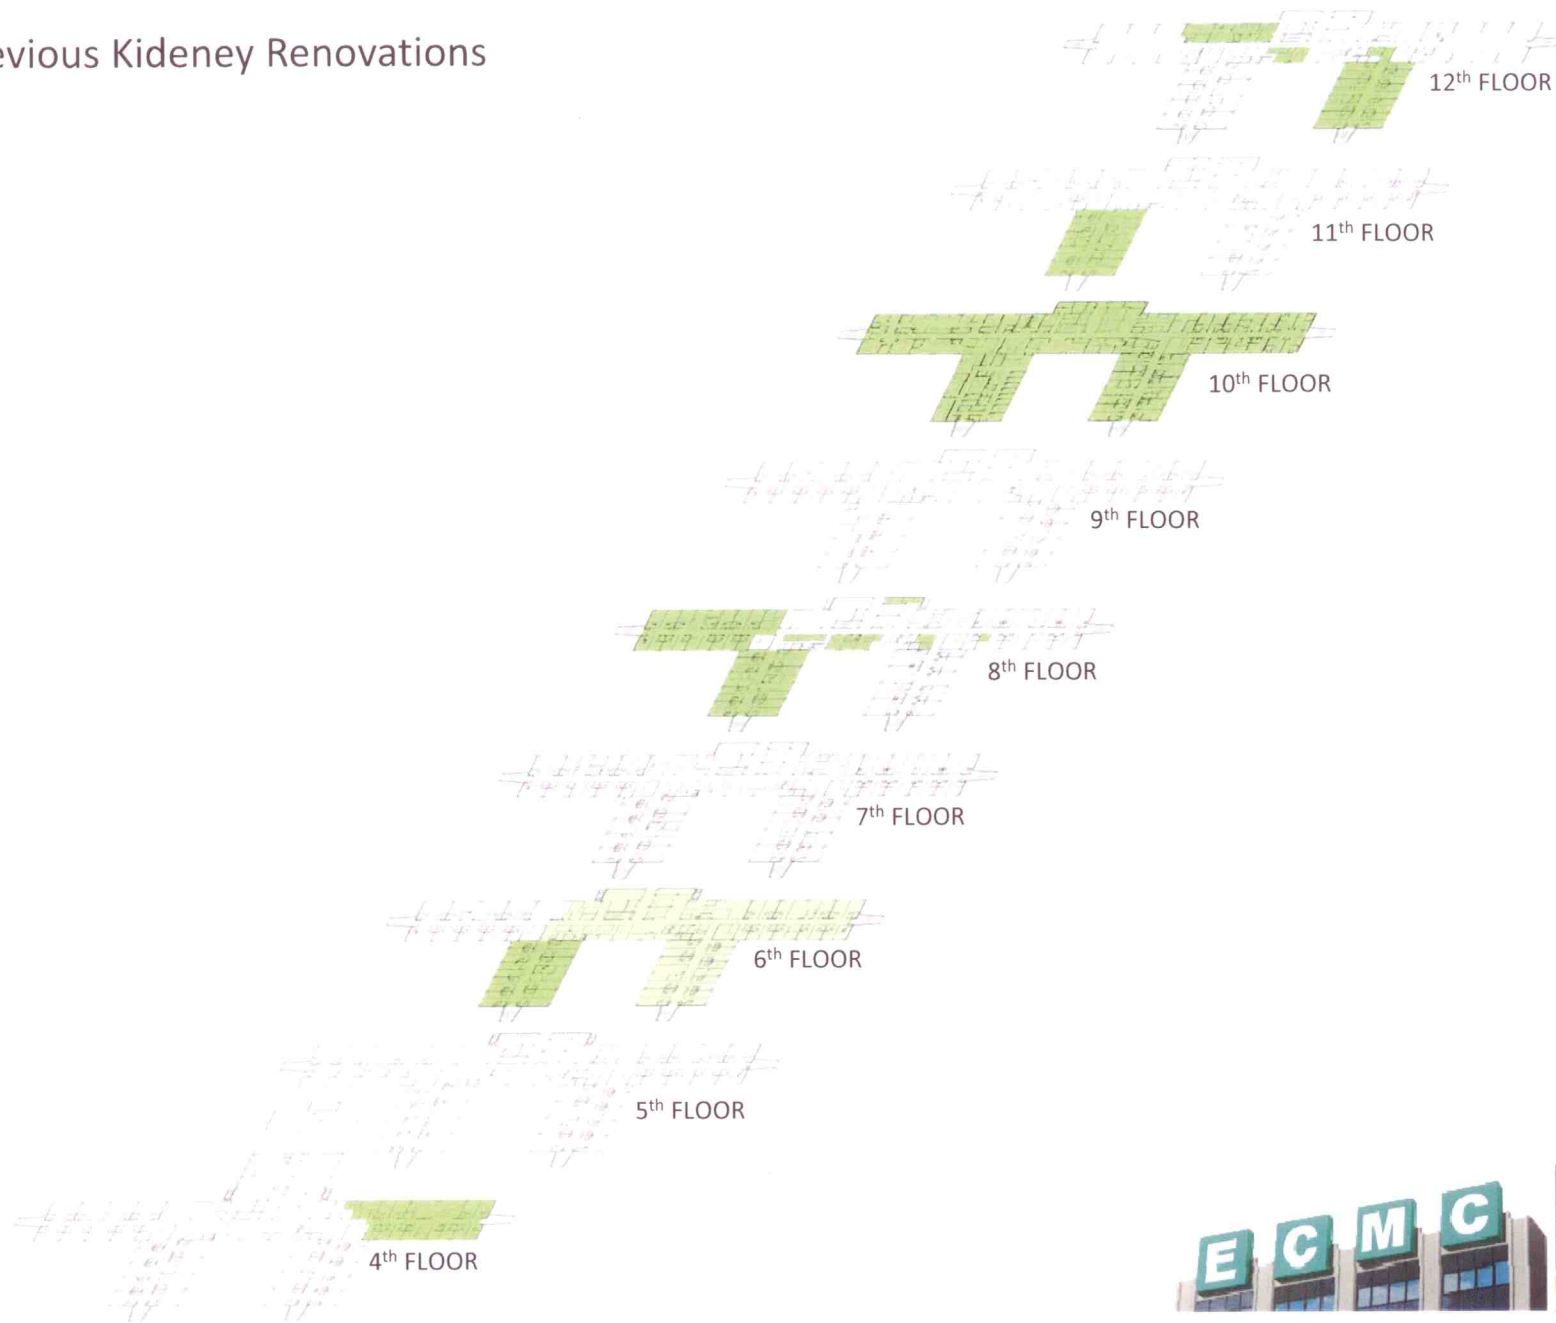 evious Kideney Renovations
12th FLOOR
11th FLOOR
10th FLOOR
9th FLOOR
8th FLOOR
7th FLOOR
6th FLOOR
5th FLOOR
4th FLOOR
ECMC